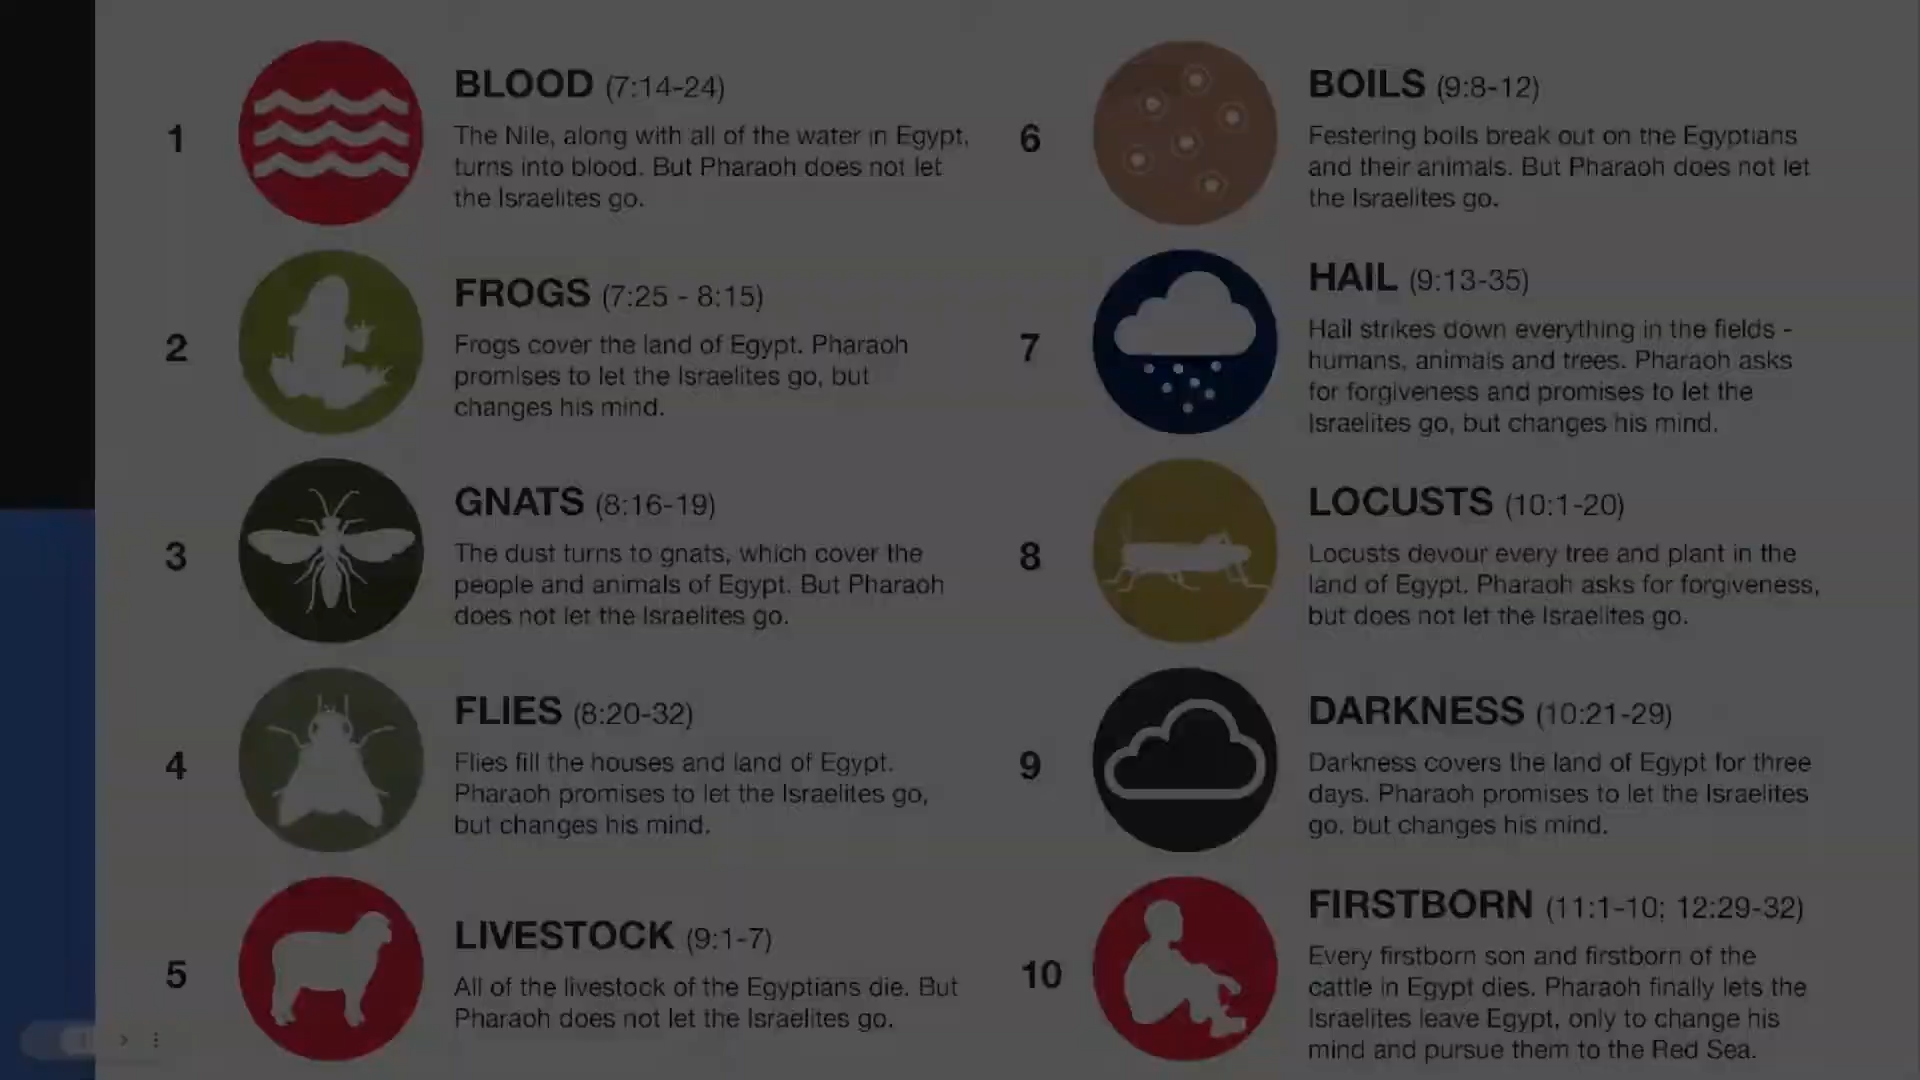 1
BLOOD (7:14-24)
The Nile, along with all of the water in Egypt,
turns into blood. But Pharaoh does not let
the Israelites go.
2
FROGS (7:25 - 8:15)
Frogs cover the land of Egypt. Pharaoh
promises to let the Israelites go, but
changes his mind.
3
GNATS (8:16-19)
The dust turns to gnats, which cover the
people and animals of Egypt. But Pharaoh
does not let the Israelites go.
4
FLIES (8:20-32)
Flies fill the houses and land of Egypt.
Pharaoh promises to let the Israelites go,
but changes his mind.
5
LIVESTOCK (9:1-7)
All of the livestock of the Egyptians die. But
Pharaoh does not let the Israelites go.
6
BOILS (9:8-12)
Festering boils break out on the Egyptians
and their animals. But Pharaoh does not let
the Israelites go.
7
HAIL (9:13-35)
Hail strikes down everything in the fields -
humans, animals and trees. Pharaoh asks
for forgiveness and promises to let the
Israelites go, but changes his mind.
8
LOCUSTS (10:1-20)
Locusts devour every tree and plant in the
land of Egypt. Pharaoh asks for forgiveness,
but does not let the Israelites go.
9
DARKNESS (10:21-29)
Darkness covers the land of Egypt for three
days. Pharaoh promises to let the Israelites
go, but changes his mind.
10
FIRSTBORN (11:1-10; 12:29-32)
Every firstborn son and firstborn of the
cattle in Egypt dies. Pharaoh finally lets the
Israelites leave Egypt, only to change his
mind and pursue them to the Red Sea.